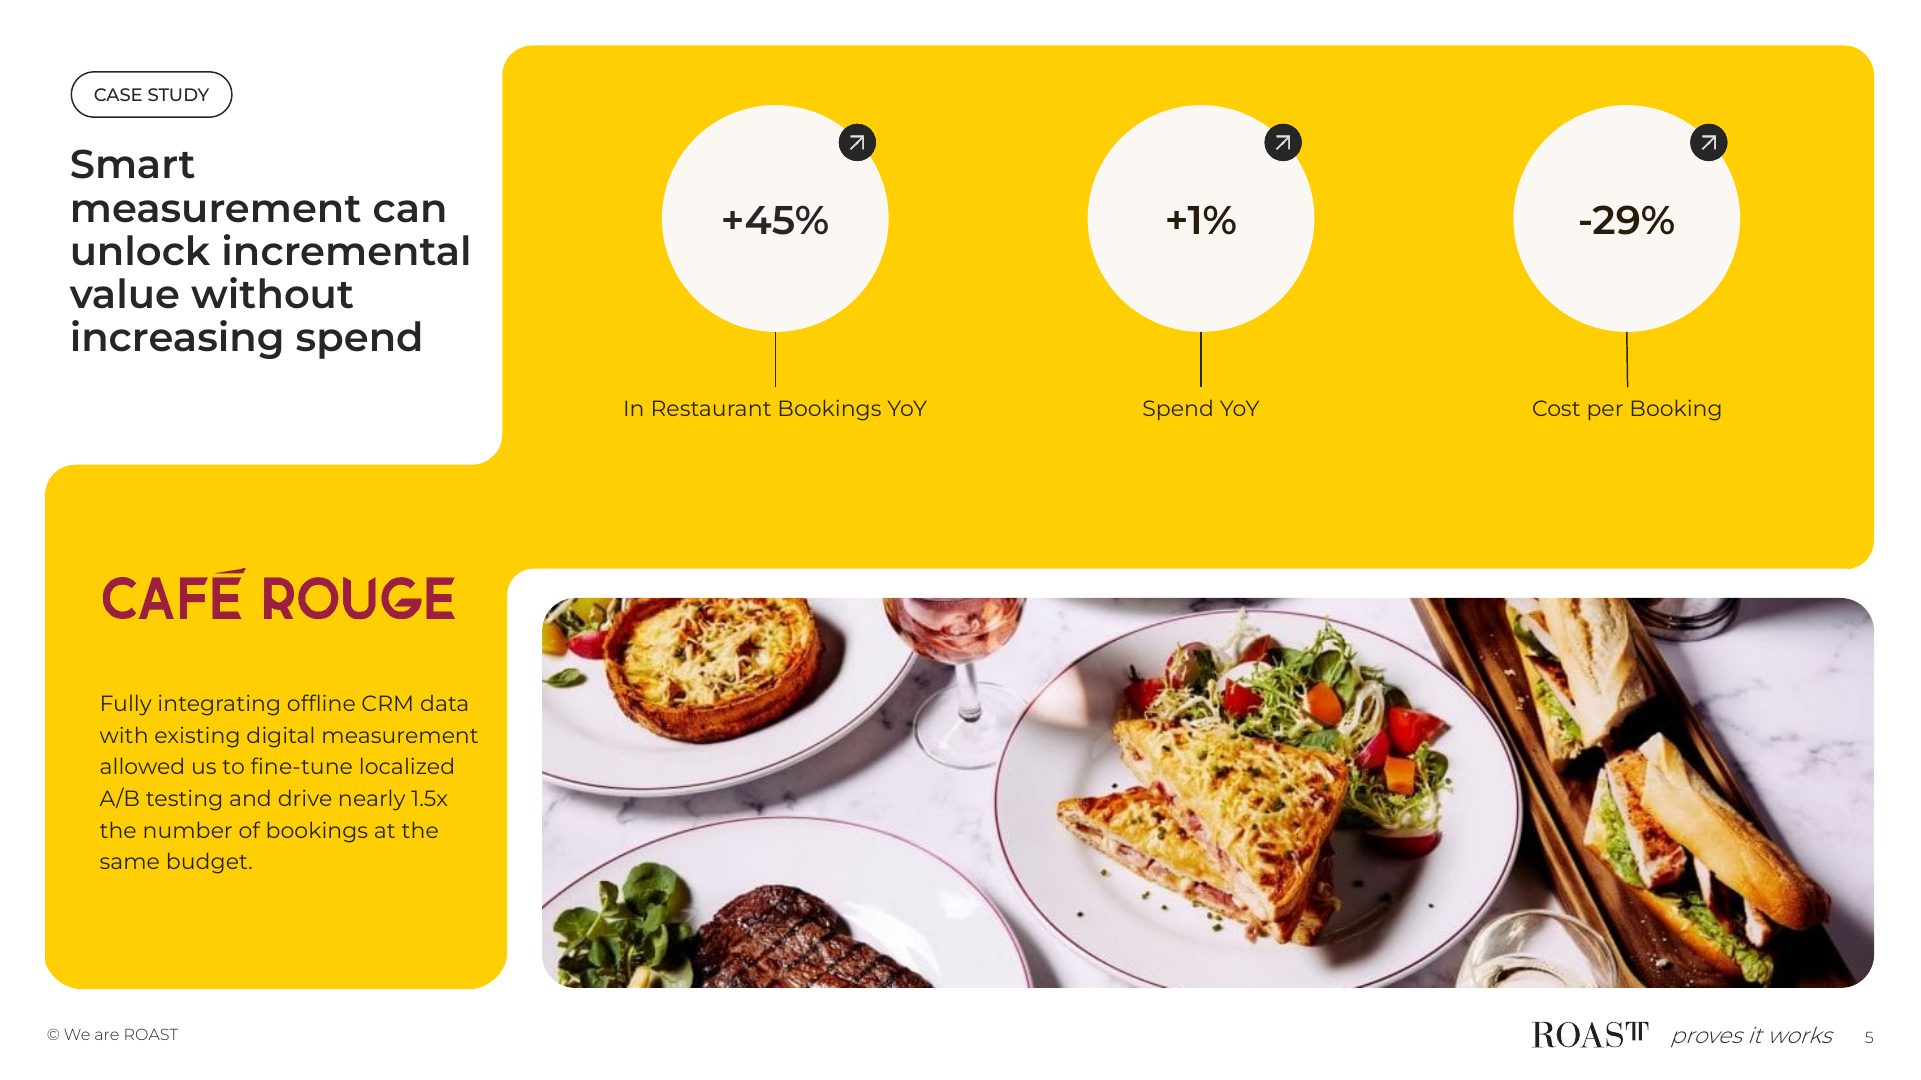 CASE STUDY
Smart
measurement can
unlock incremental
value without
increasing spend
+45%
+1%
-29%
In Restaurant Bookings YoY
Spend YoY
Cost per Booking
CAFÉ ROUGE
Fully integrating offline CRM data
with existing digital measurement
allowed us to fine-tune localized
A/B testing and drive nearly 1.5x
the number of bookings at the
same budget.
© We are ROAST
ROAST proves it works 5